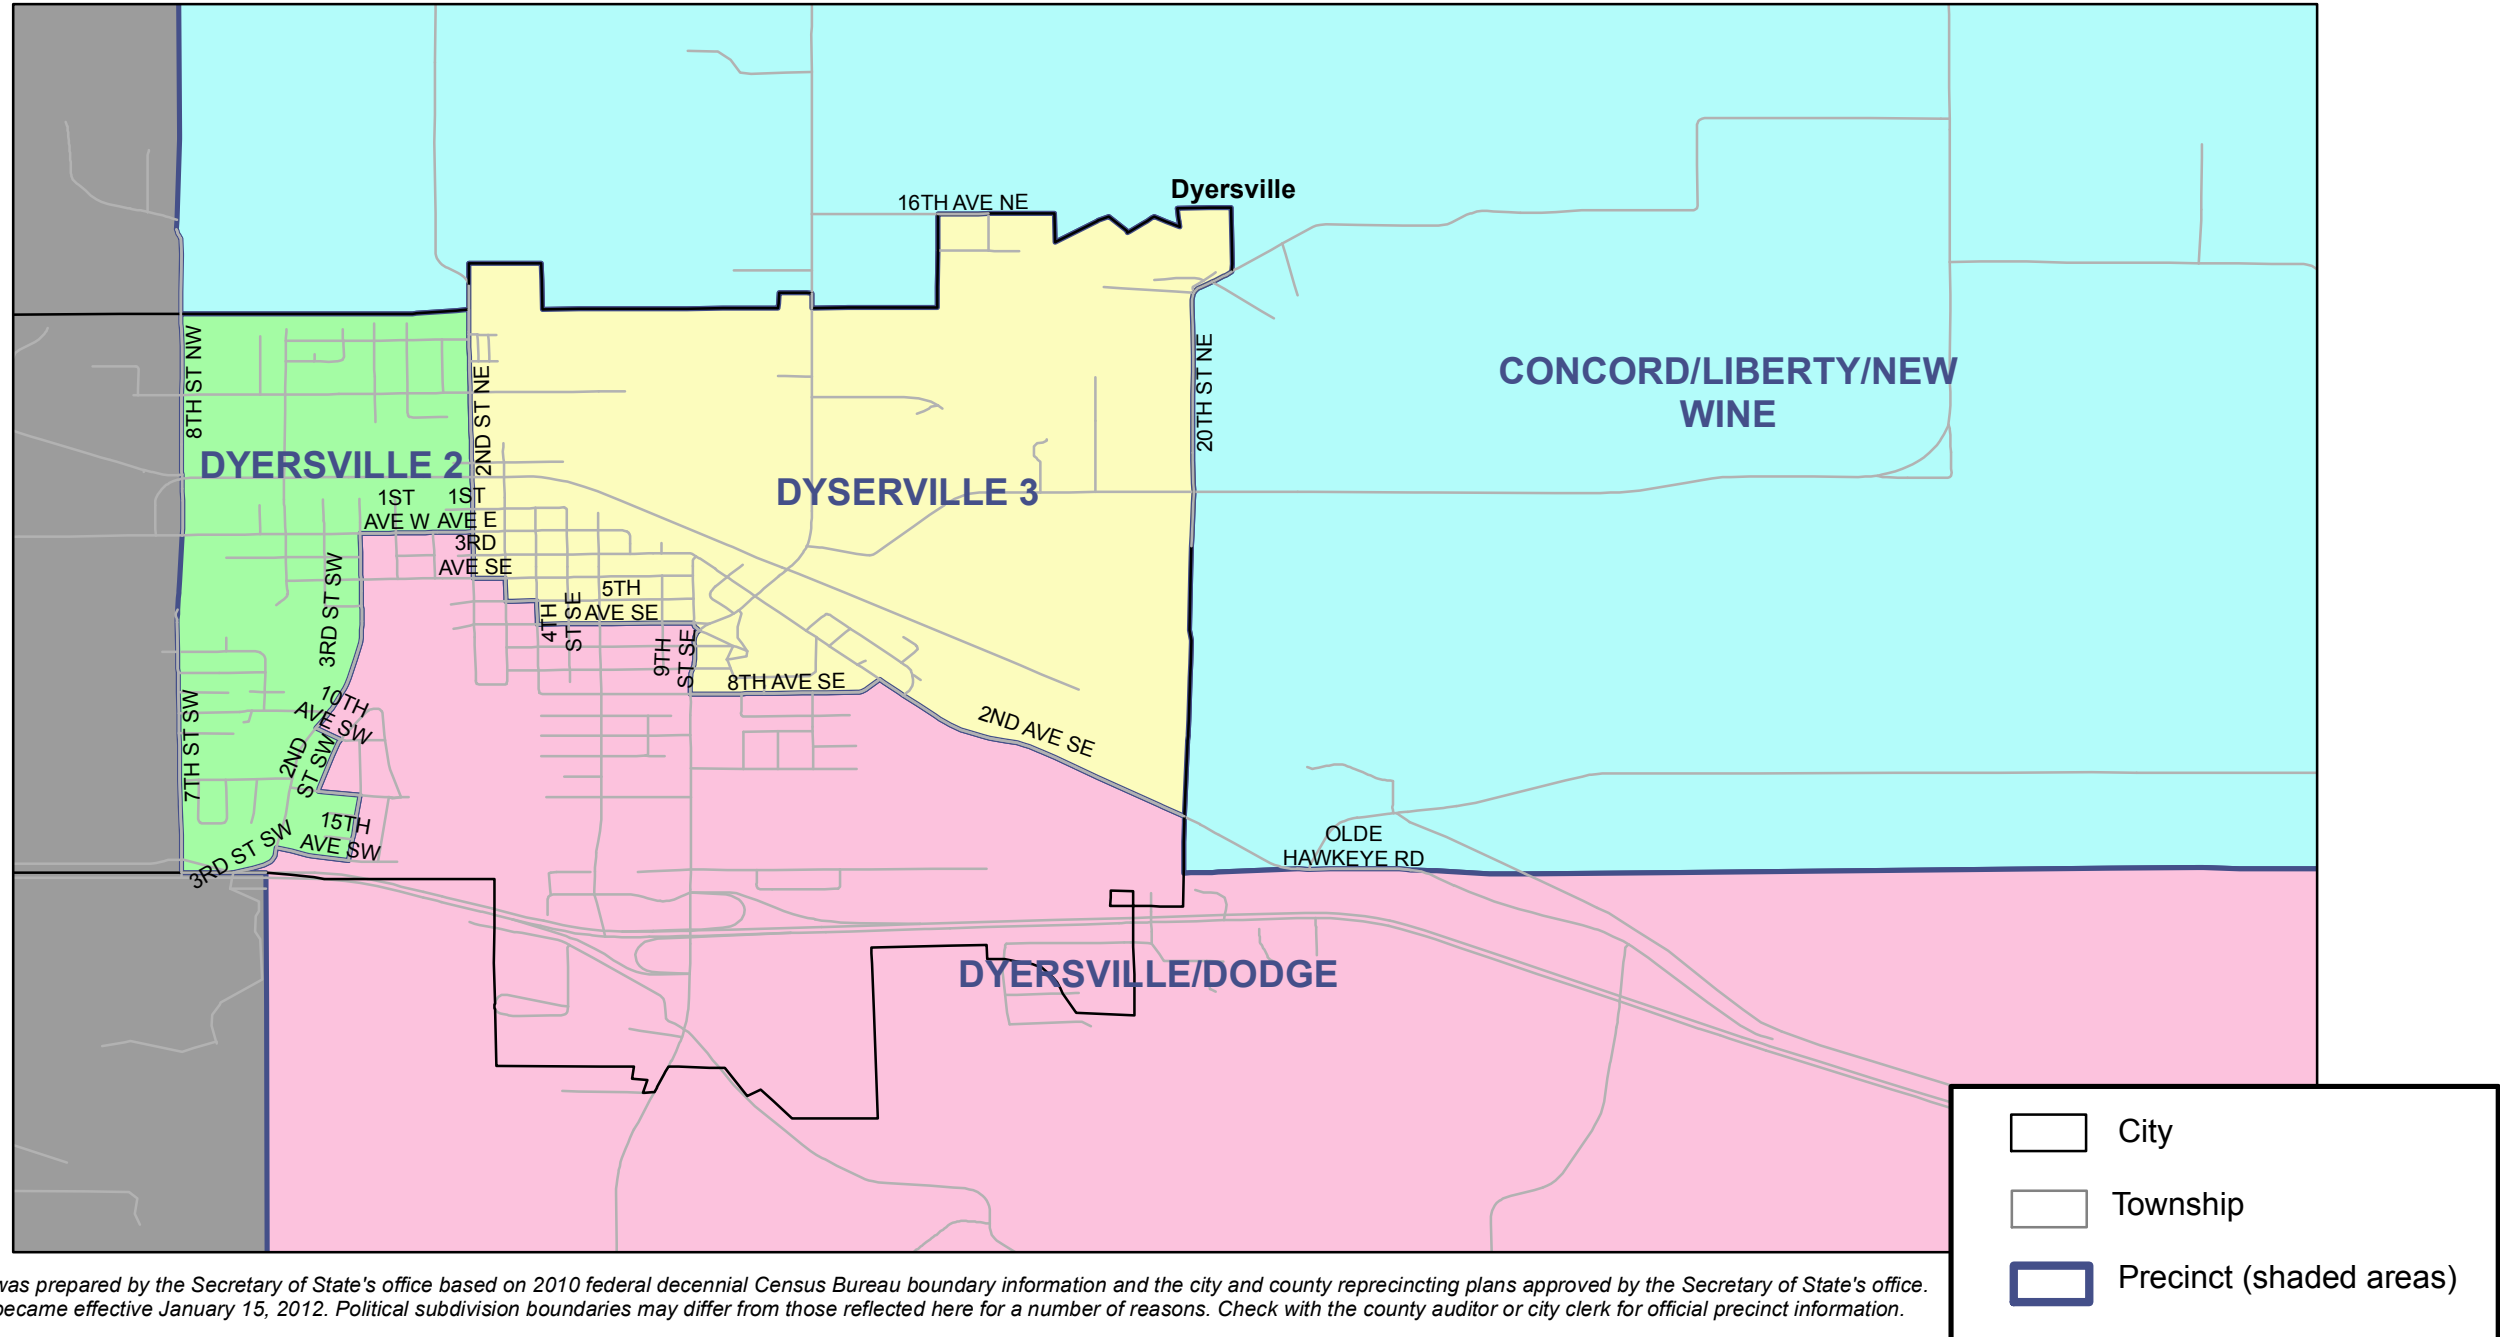 Dyersville
16TH AVE NE
8TH ST NW
2ND ST NE
20TH ST NE
CONCORD/LIBERTY/NEW
WINE
DYERSVILLE 2
DYSERVILLE 3
1ST
AVE W
1ST
AVE E
3RD
AVE SE
3RD ST SW
4TH
ST SE
5TH
AVE SE
9TH
ST SE
8TH AVE SE
2ND AVE SE
10TH
AVE SW
7TH ST SW
2ND
ST SW
15TH
AVE SW
3RD ST SW
OLDE
HAWKEYE RD
DYERSVILLE/DODGE
City
Township
Precinct (shaded areas)
was prepared by the Secretary of State's office based on 2010 federal decennial Census Bureau boundary information and the city and county reprecincting plans approved by the Secretary of State's office.
became effective January 15, 2012. Political subdivision boundaries may differ from those reflected here for a number of reasons. Check with the county auditor or city clerk for official precinct information.